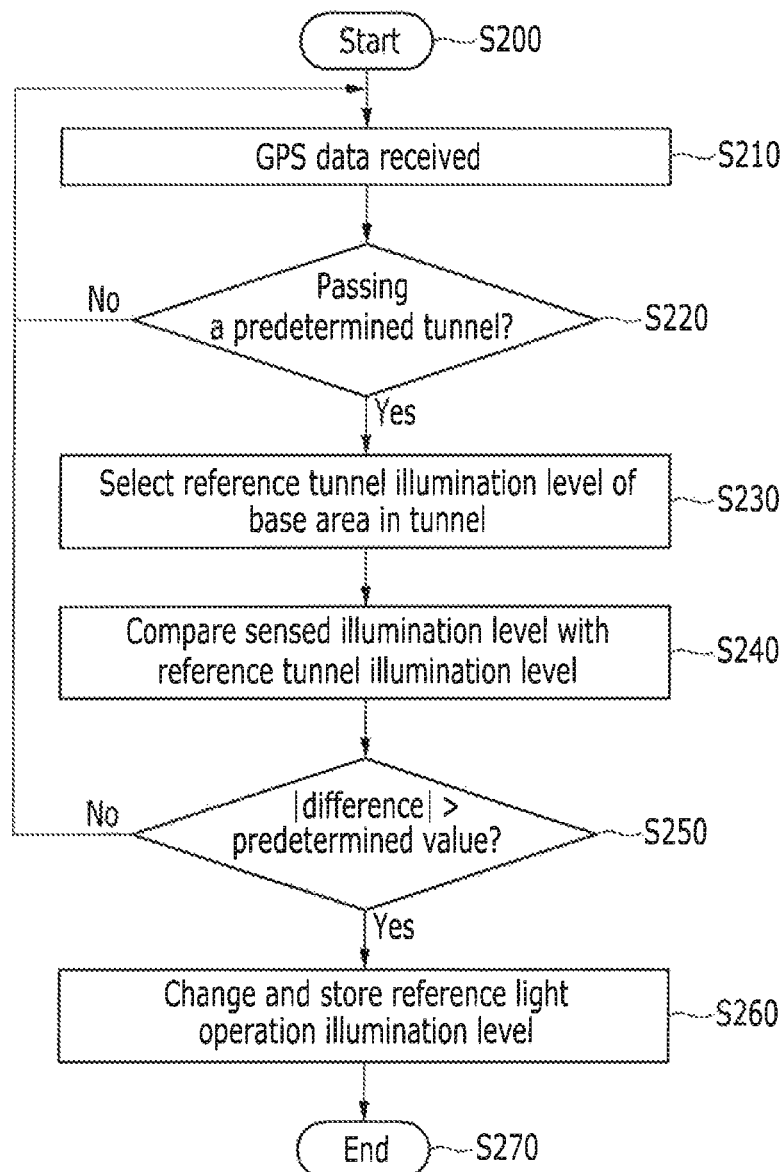 Start
S200
GPS data received
S210
Passing
a predetermined tunnel?
S220
No
Yes
Select reference tunnel illumination level of
base area in tunnel
S230
Compare sensed illumination level with
reference tunnel illumination level
S240
|difference| >
predetermined value?
S250
No
Yes
Change and store reference light
operation illumination level
S260
End
S270